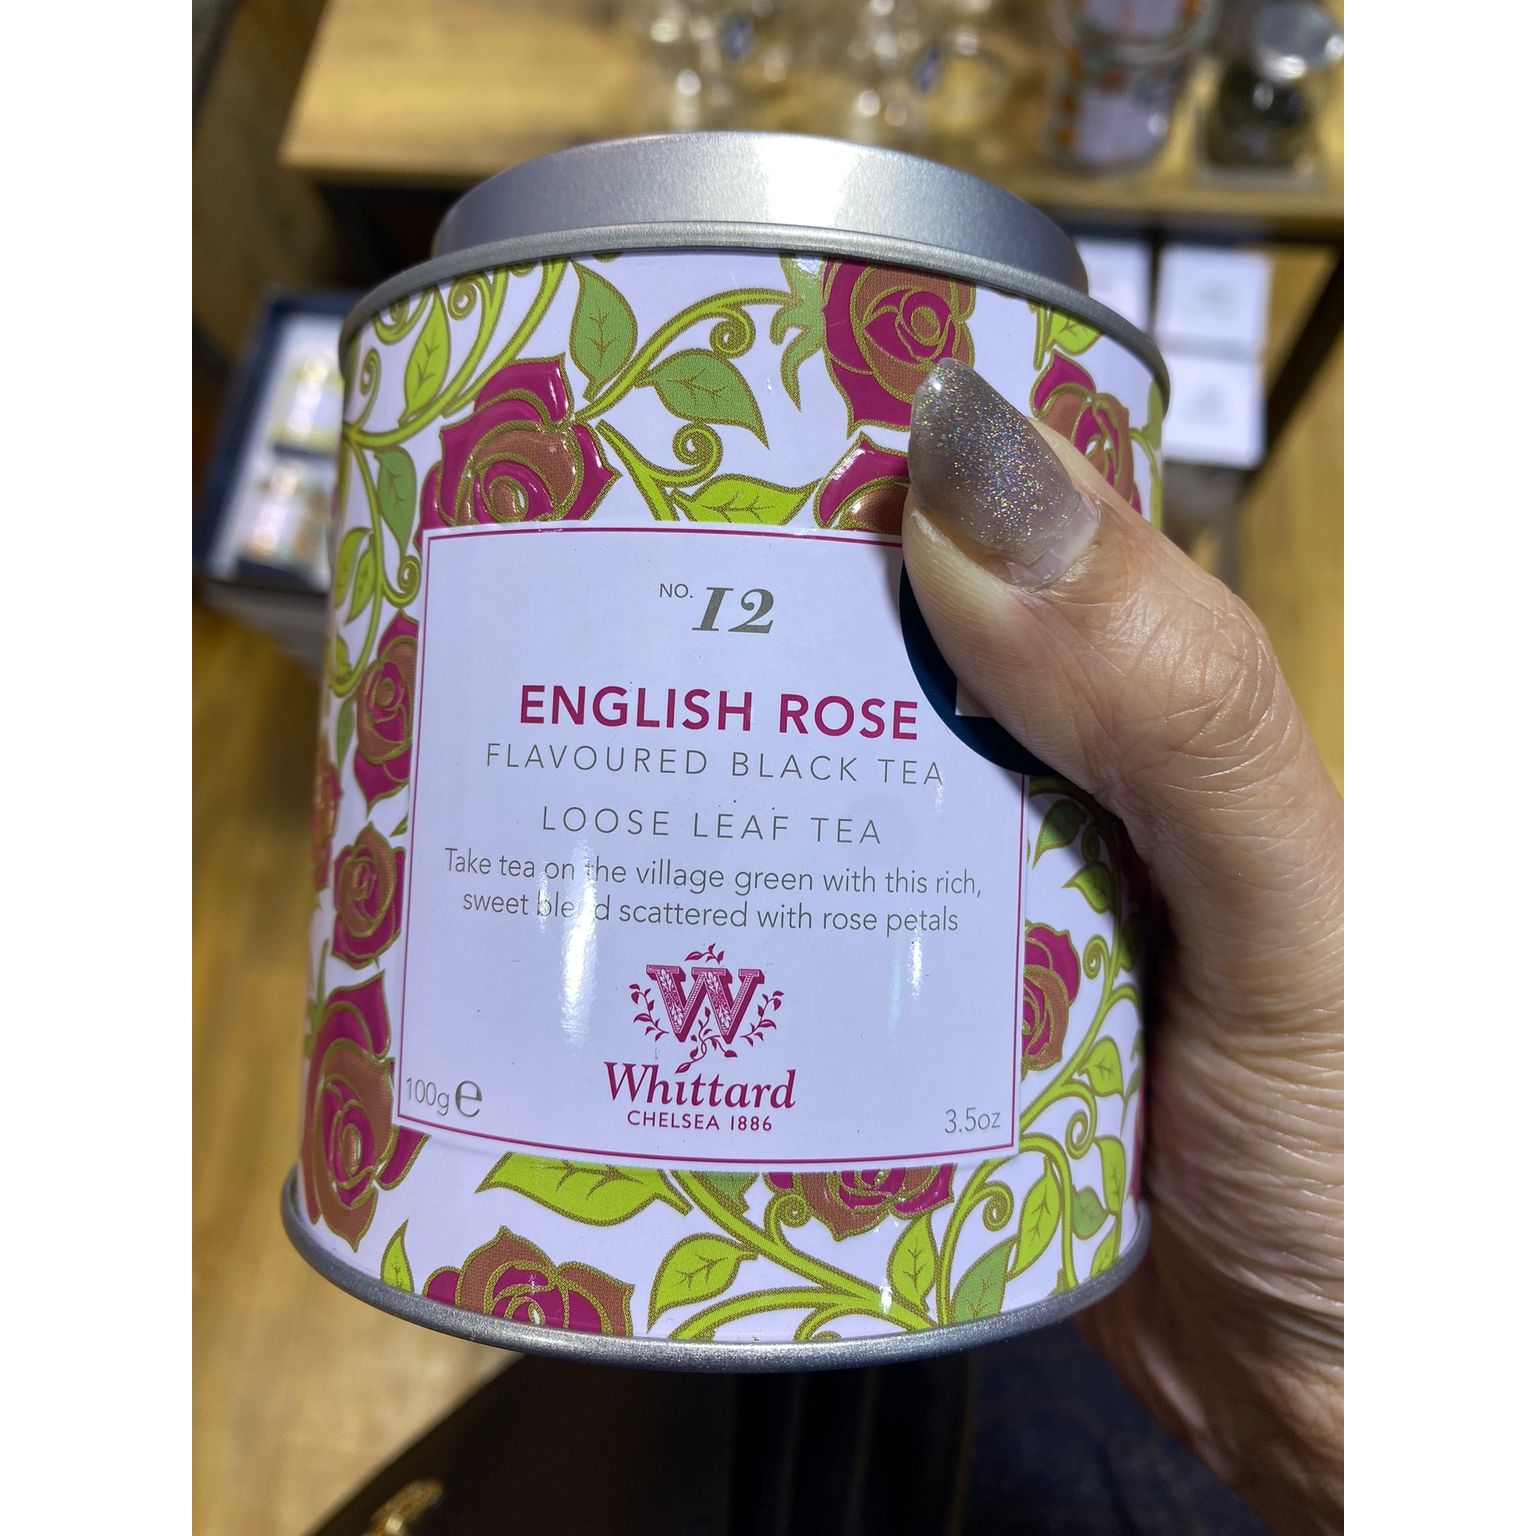 NO. 12
ENGLISH ROSE
FLAVOURED BLACK TEA
LOOSE LEAF TEA
Take tea on the village green with this rich,
sweet blend scattered with rose petals
W
Whittard
CHELSEA 1886
100g e
3.5oz